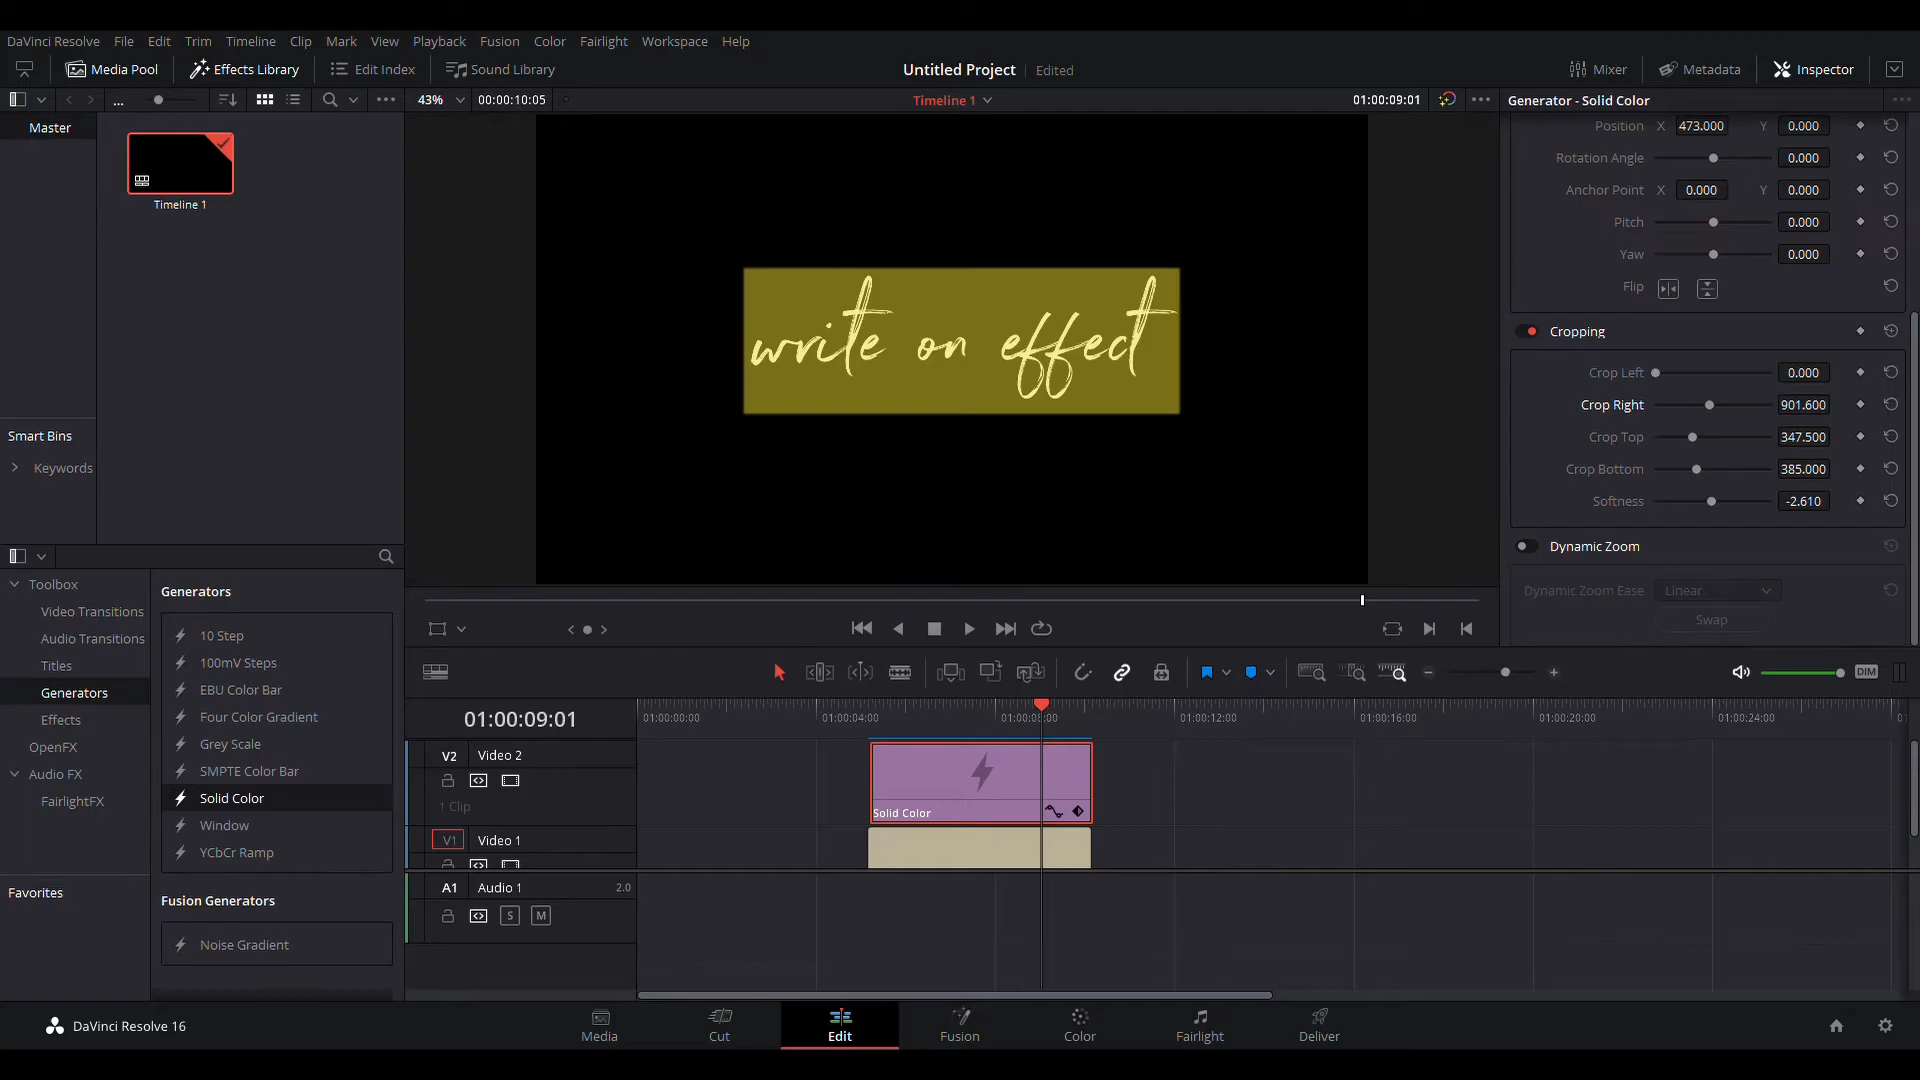 DaVinci Resolve File Edit Trim Timeline Clip Mark View Playback Fusion Color Fairlight Workspace Help
Media Pool Effects Library Edit Index Sound Library Untitled Project Edited Mixer Metadata Inspector
... 43% 00:00:10:05 Timeline 1 01:00:09:01 Generator - Solid Color
Master
Timeline 1
Smart Bins
Keywords
write on effect
Position X 473.000 Y 0.000
Rotation Angle 0.000
Anchor Point X 0.000 Y 0.000
Pitch 0.000
Yaw 0.000
Flip
Cropping
Crop Left 0.000
Crop Right 901.600
Crop Top 347.500
Crop Bottom 385.000
Softness -2.610
Dynamic Zoom
Dynamic Zoom Ease Linear
Swap
Toolbox
Video Transitions
Audio Transitions
Titles
Generators
Effects
OpenFX
Audio FX
FairlightFX
Favorites
Generators
10 Step
100mV Steps
EBU Color Bar
Four Color Gradient
Grey Scale
SMPTE Color Bar
Solid Color
Window
YCbCr Ramp
Fusion Generators
Noise Gradient
DIM
01:00:09:01 01:00:00:00 01:00:04:00 01:00:08:00 01:00:12:00 01:00:16:00 01:00:20:00 01:00:24:00
V2 Video 2
1 Clip
Solid Color
V1 Video 1
A1 Audio 1 2.0
S M
DaVinci Resolve 16 Media Cut Edit Fusion Color Fairlight Deliver